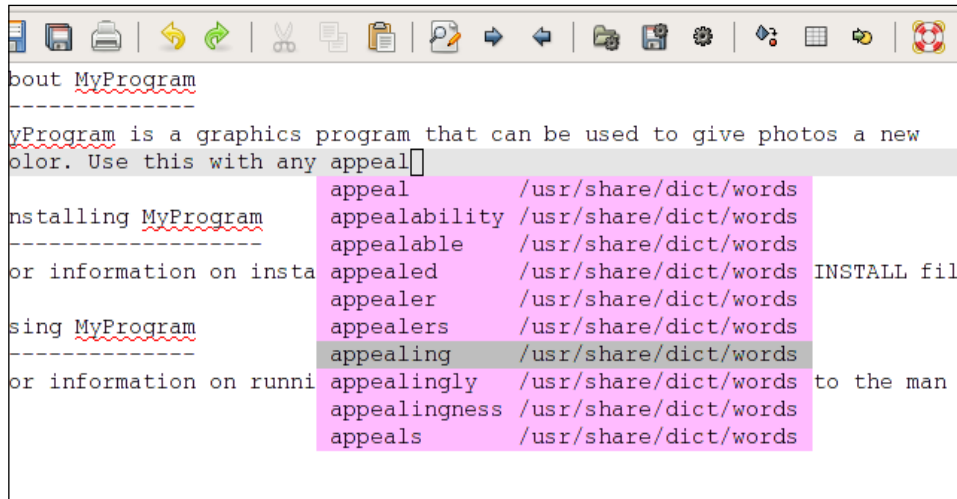 bout MyProgram
--------------
yProgram is a graphics program that can be used to give photos a new
olor. Use this with any appeal
appeal /usr/share/dict/words
nstalling MyProgram appealability /usr/share/dict/words
------------------- appealable /usr/share/dict/words
or information on insta appealed /usr/share/dict/words INSTALL fil
appealer /usr/share/dict/words
sing MyProgram appealers /usr/share/dict/words
-------------- appealing /usr/share/dict/words
or information on runni appealingly /usr/share/dict/words to the man
appealingness /usr/share/dict/words
appeals /usr/share/dict/words